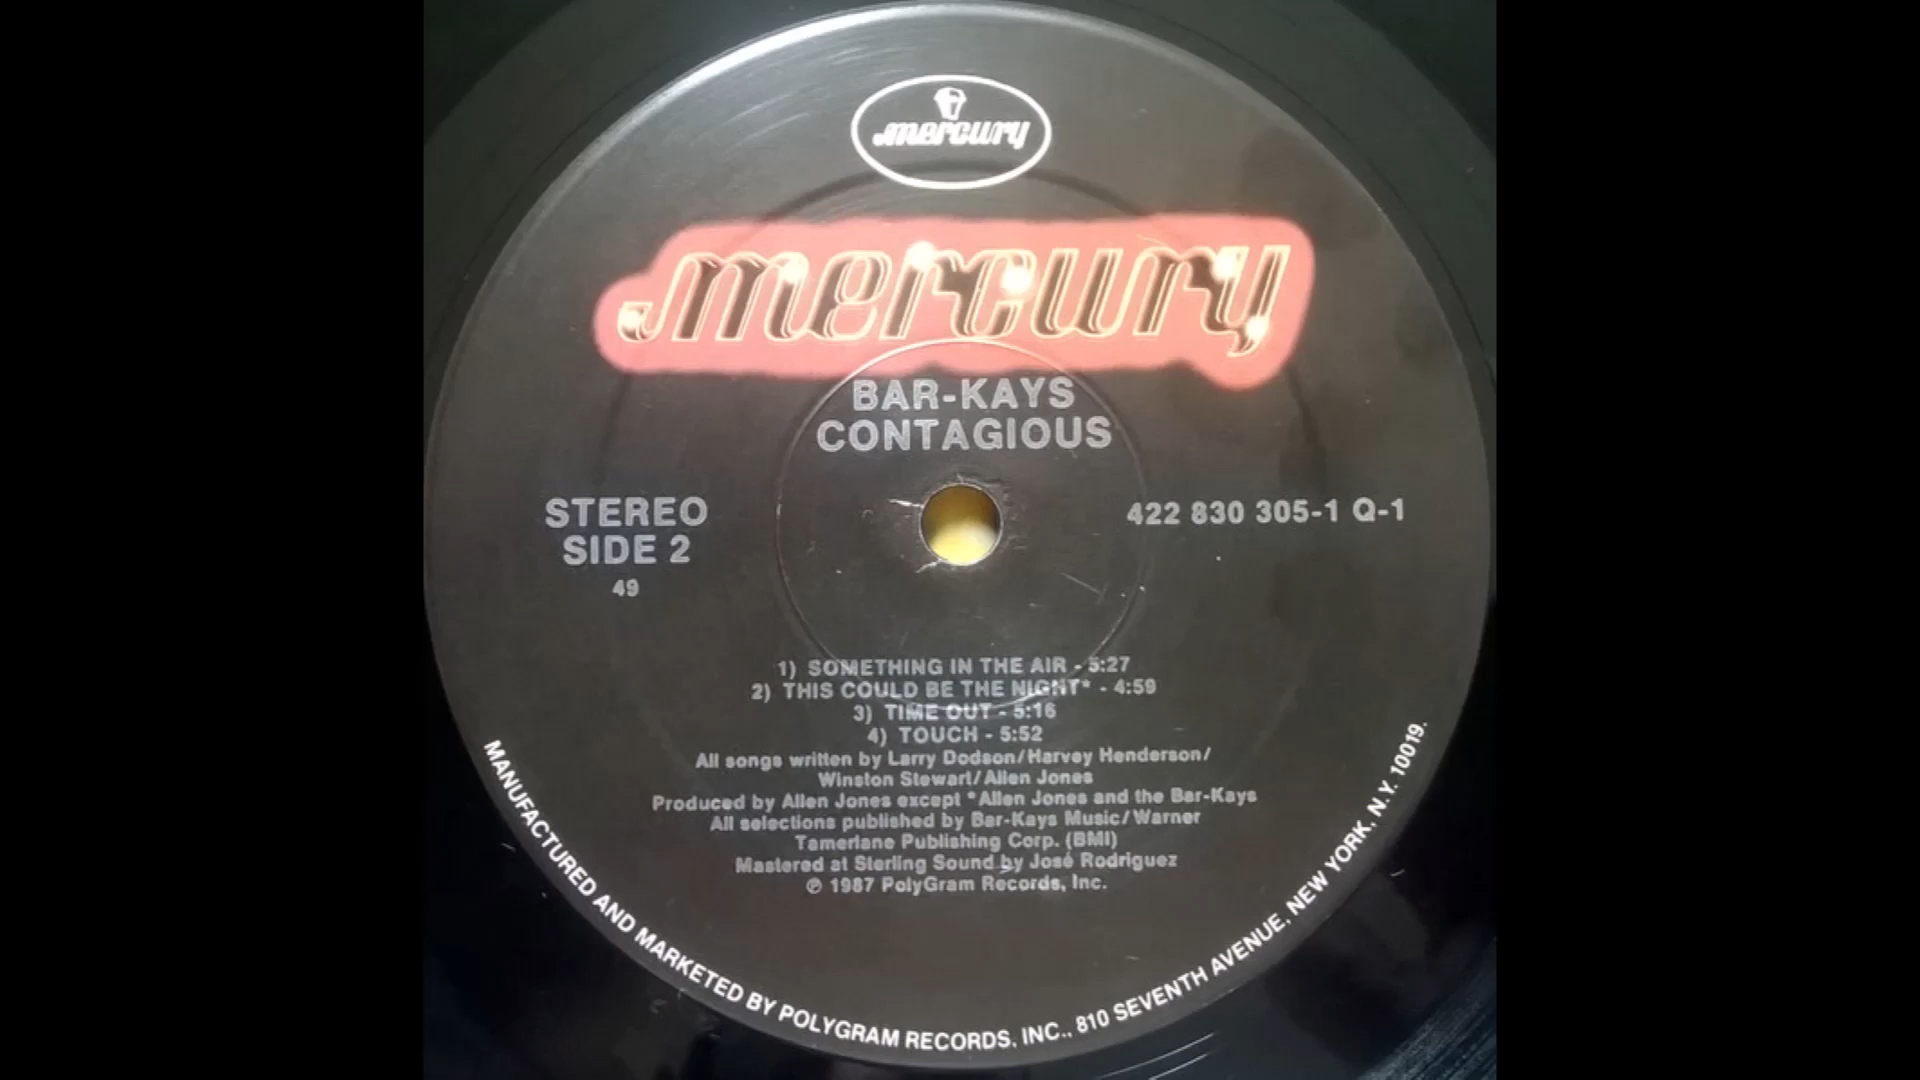 mercury
mercury
BAR-KAYS
CONTAGIOUS
STEREO
SIDE 2
49
422 830 305-1 Q-1
1) SOMETHING IN THE AIR - 5:27
2) THIS COULD BE THE NIGHT* - 4:59
3) TIME OUT - 5:16
4) TOUCH - 5:52
All songs written by Larry Dodson/Harvey Henderson/
Winston Stewart/Allen Jones
Produced by Allen Jones except *Allen Jones and the Bar-Kays
All selections published by Bar-Kays Music/Warner
Tamerlane Publishing Corp. (BMI)
Mastered at Sterling Sound by José Rodriguez
℗ 1987 PolyGram Records, Inc.
MANUFACTURED AND MARKETED BY POLYGRAM RECORDS, INC., 810 SEVENTH AVENUE, NEW YORK, N.Y. 10019.